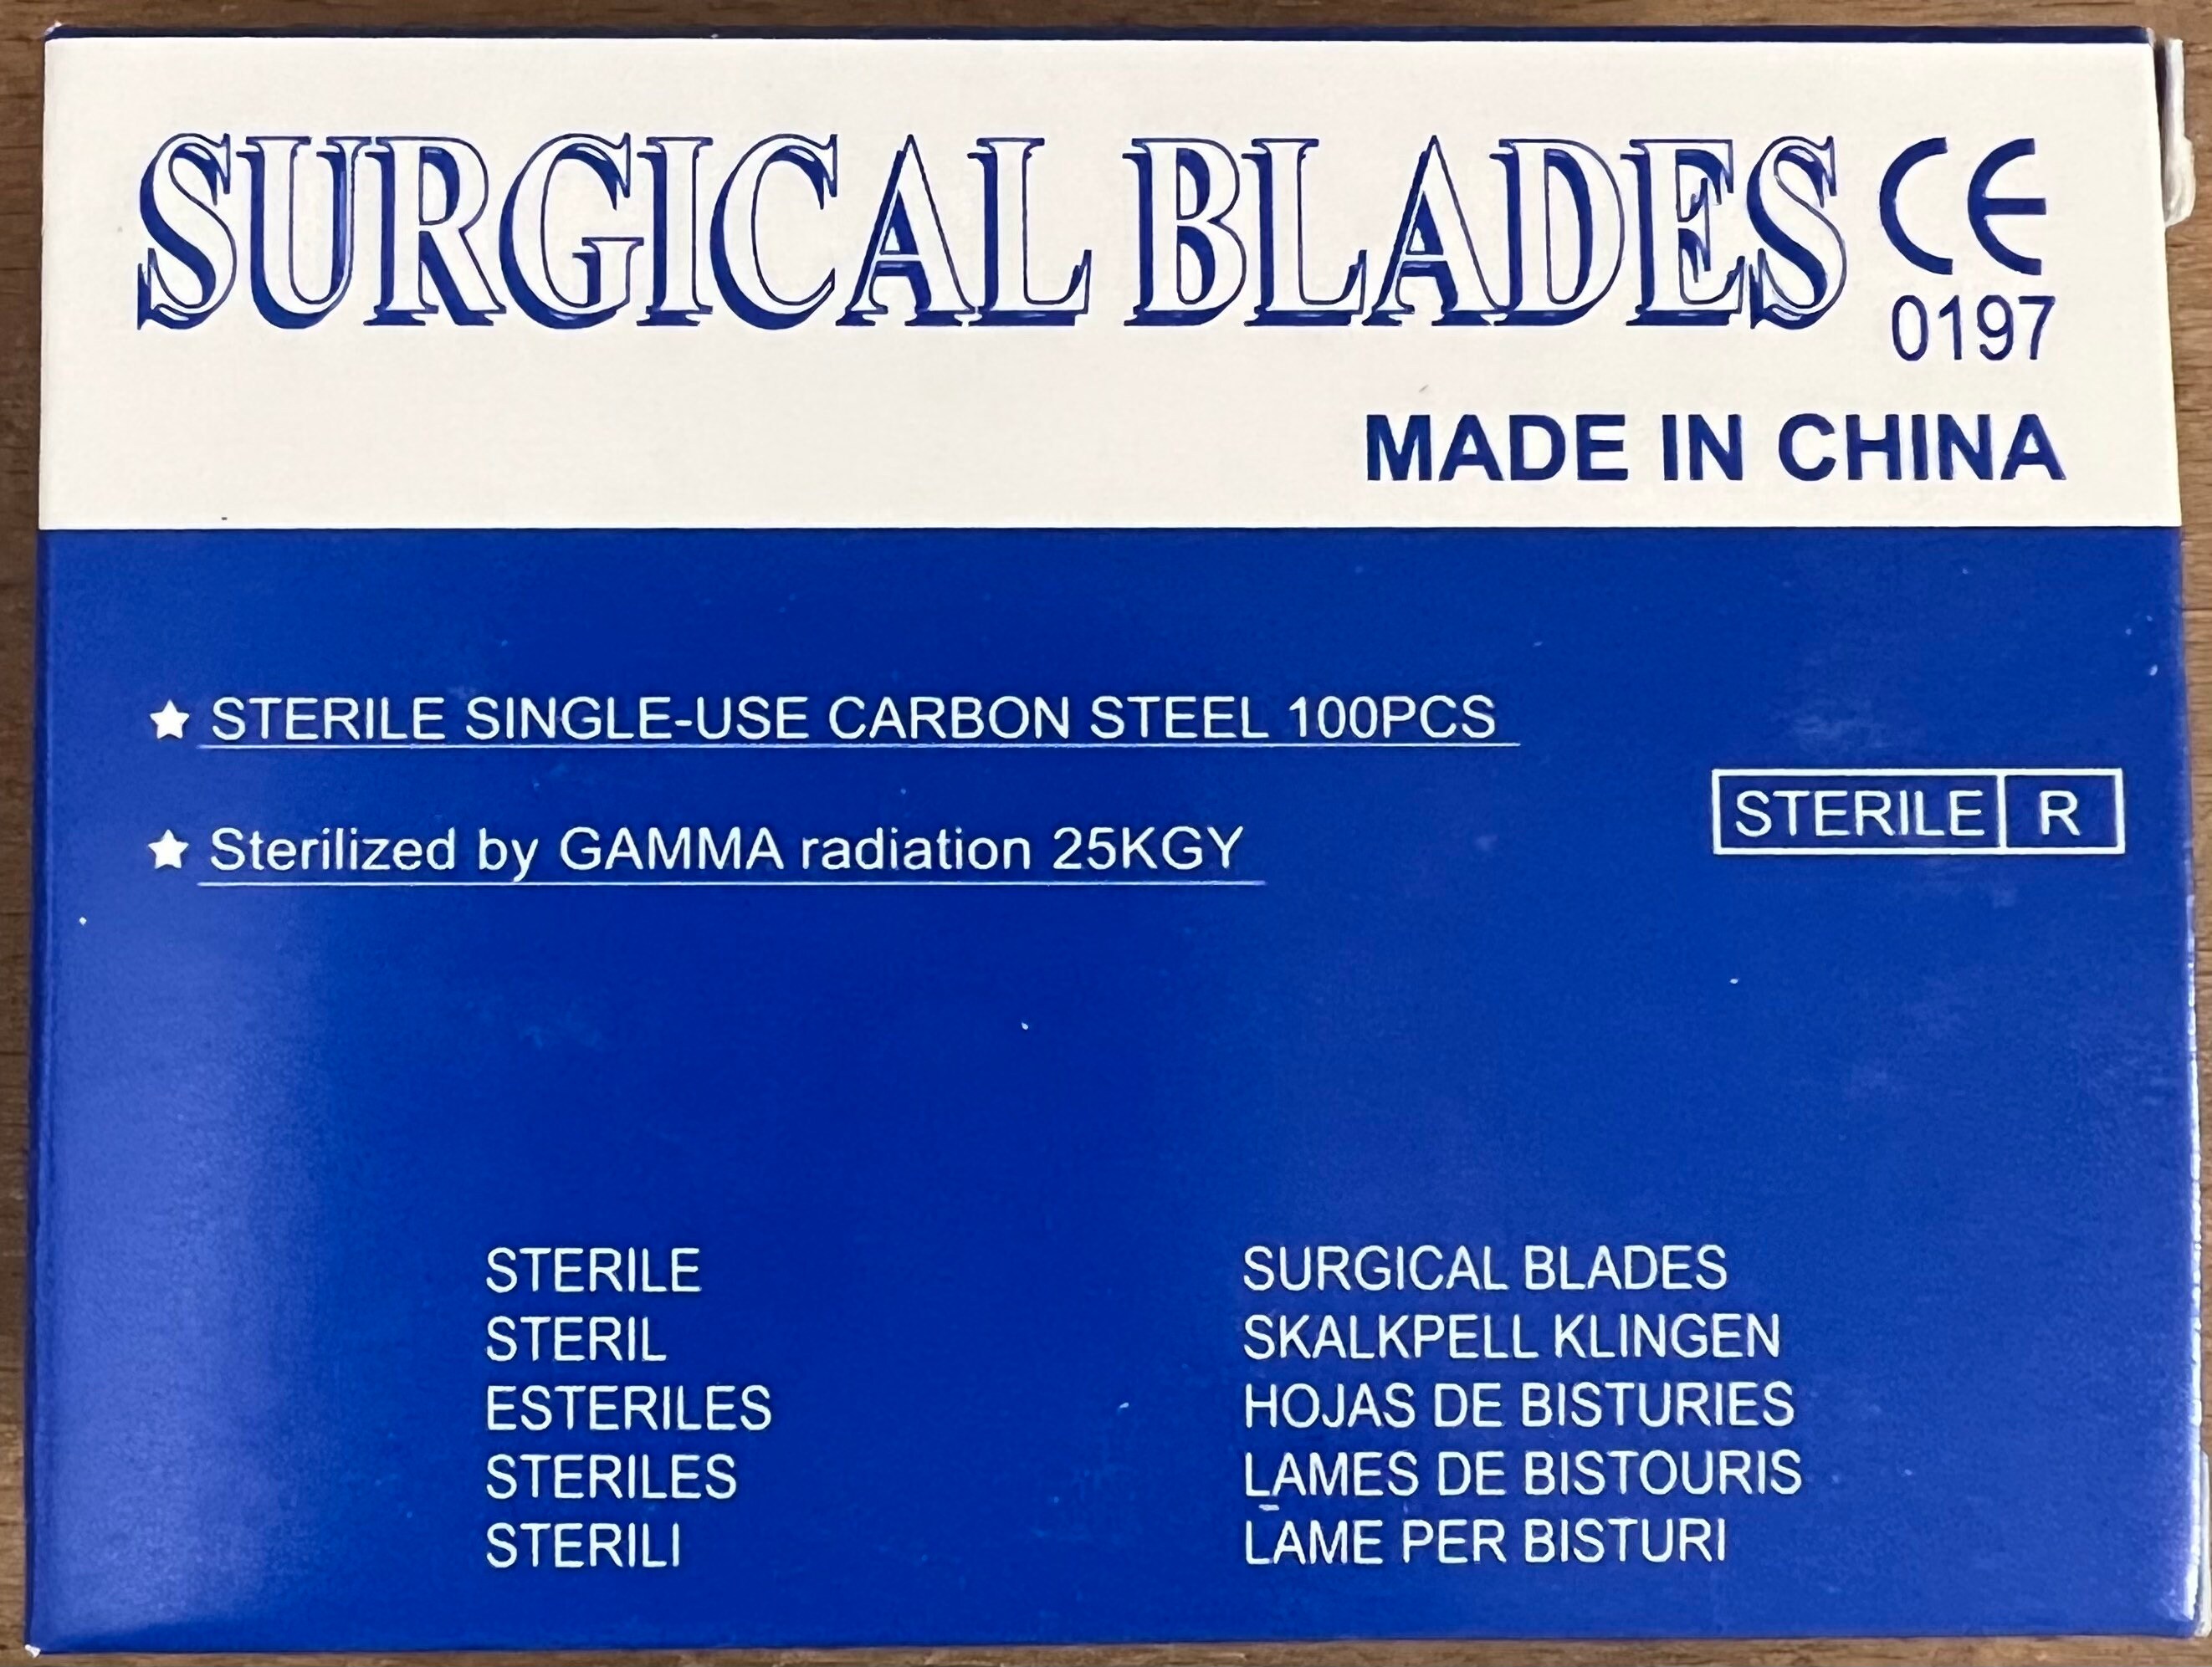 SURGICAL BLADES CE
0197
MADE IN CHINA
★ STERILE SINGLE-USE CARBON STEEL 100PCS
STERILE R
★ Sterilized by GAMMA radiation 25KGY
STERILE SURGICAL BLADES
STERIL SKALKPELL KLINGEN
ESTERILES HOJAS DE BISTURIES
STERILES LAMES DE BISTOURIS
STERILI LAME PER BISTURI